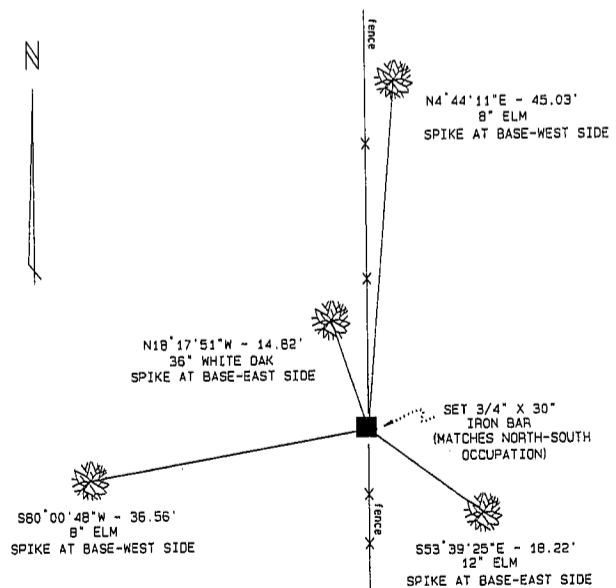 N
fence
N4°44'11"E - 45.03'
8" ELM
SPIKE AT BASE-WEST SIDE
N18°17'51"W - 14.82'
36" WHITE OAK
SPIKE AT BASE-EAST SIDE
SET 3/4" X 30"
IRON BAR
(MATCHES NORTH-SOUTH
OCCUPATION)
S80°00'48"W - 36.56'
8" ELM
SPIKE AT BASE-WEST SIDE
fence
S53°39'25"E - 18.22'
12" ELM
SPIKE AT BASE-EAST SIDE